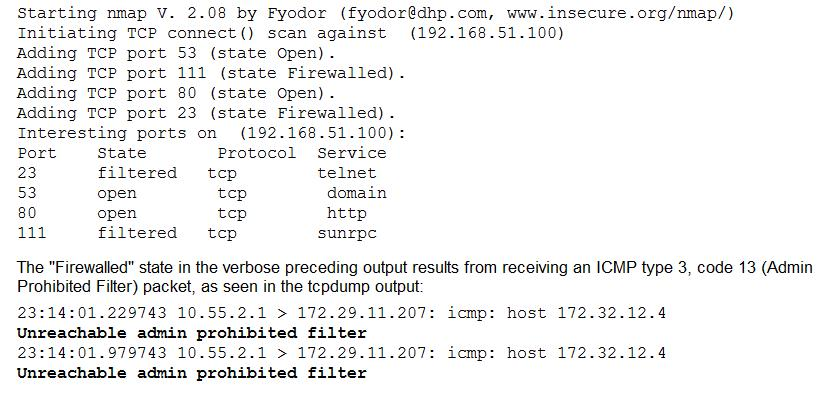 Starting nmap V. 2.08 by Fyodor (fyodor@dhp.com, www.insecure.org/nmap/)
Initiating TCP connect() scan against (192.168.51.100)
Adding TCP port 53 (state Open).
Adding TCP port 111 (state Firewalled).
Adding TCP port 80 (state Open).
Adding TCP port 23 (state Firewalled).
Interesting ports on (192.168.51.100):
Port State Protocol Service
23 filtered tcp telnet
53 open tcp domain
80 open tcp http
111 filtered tcp sunrpc
The "Firewalled" state in the verbose preceding output results from receiving an ICMP type 3, code 13 (Admin
Prohibited Filter) packet, as seen in the tcpdump output:
23:14:01.229743 10.55.2.1 > 172.29.11.207: icmp: host 172.32.12.4
Unreachable admin prohibited filter
23:14:01.979743 10.55.2.1 > 172.29.11.207: icmp: host 172.32.12.4
Unreachable admin prohibited filter